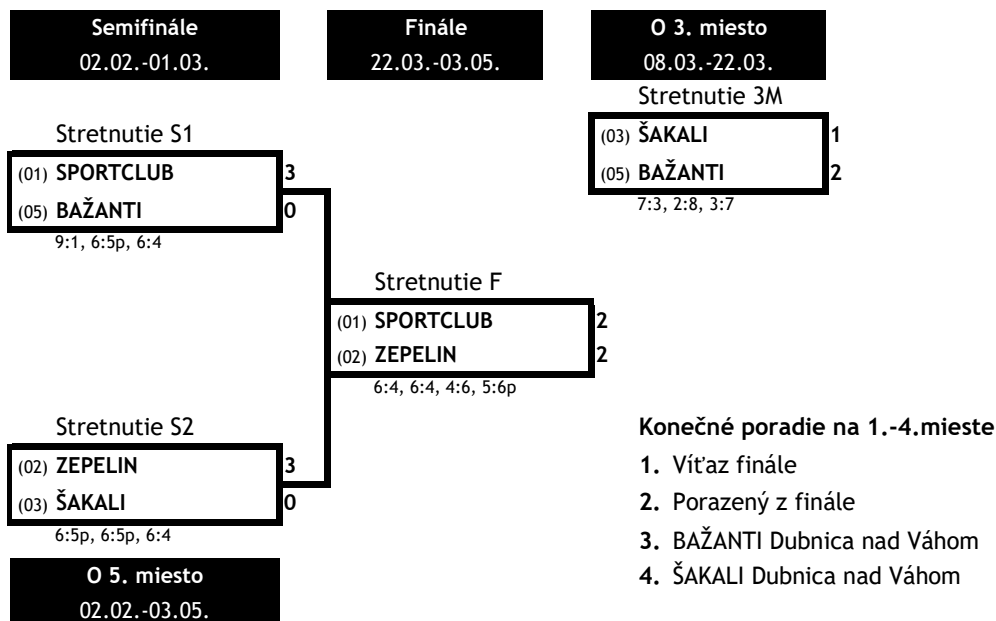 Semifinále
02.02.-01.03.
Finále
22.03.-03.05.
O 3. miesto
08.03.-22.03.
Stretnutie 3M
(03) ŠAKALI 1
(05) BAŽANTI 2
7:3, 2:8, 3:7
Stretnutie S1
(01) SPORTCLUB 3
(05) BAŽANTI 0
9:1, 6:5p, 6:4
Stretnutie F
(01) SPORTCLUB 2
(02) ZEPELIN 2
6:4, 6:4, 4:6, 5:6p
Stretnutie S2
(02) ZEPELIN 3
(03) ŠAKALI 0
6:5p, 6:5p, 6:4
Konečné poradie na 1.-4.mieste
1. Víťaz finále
2. Porazený z finále
3. BAŽANTI Dubnica nad Váhom
4. ŠAKALI Dubnica nad Váhom
O 5. miesto
02.02.-03.05.